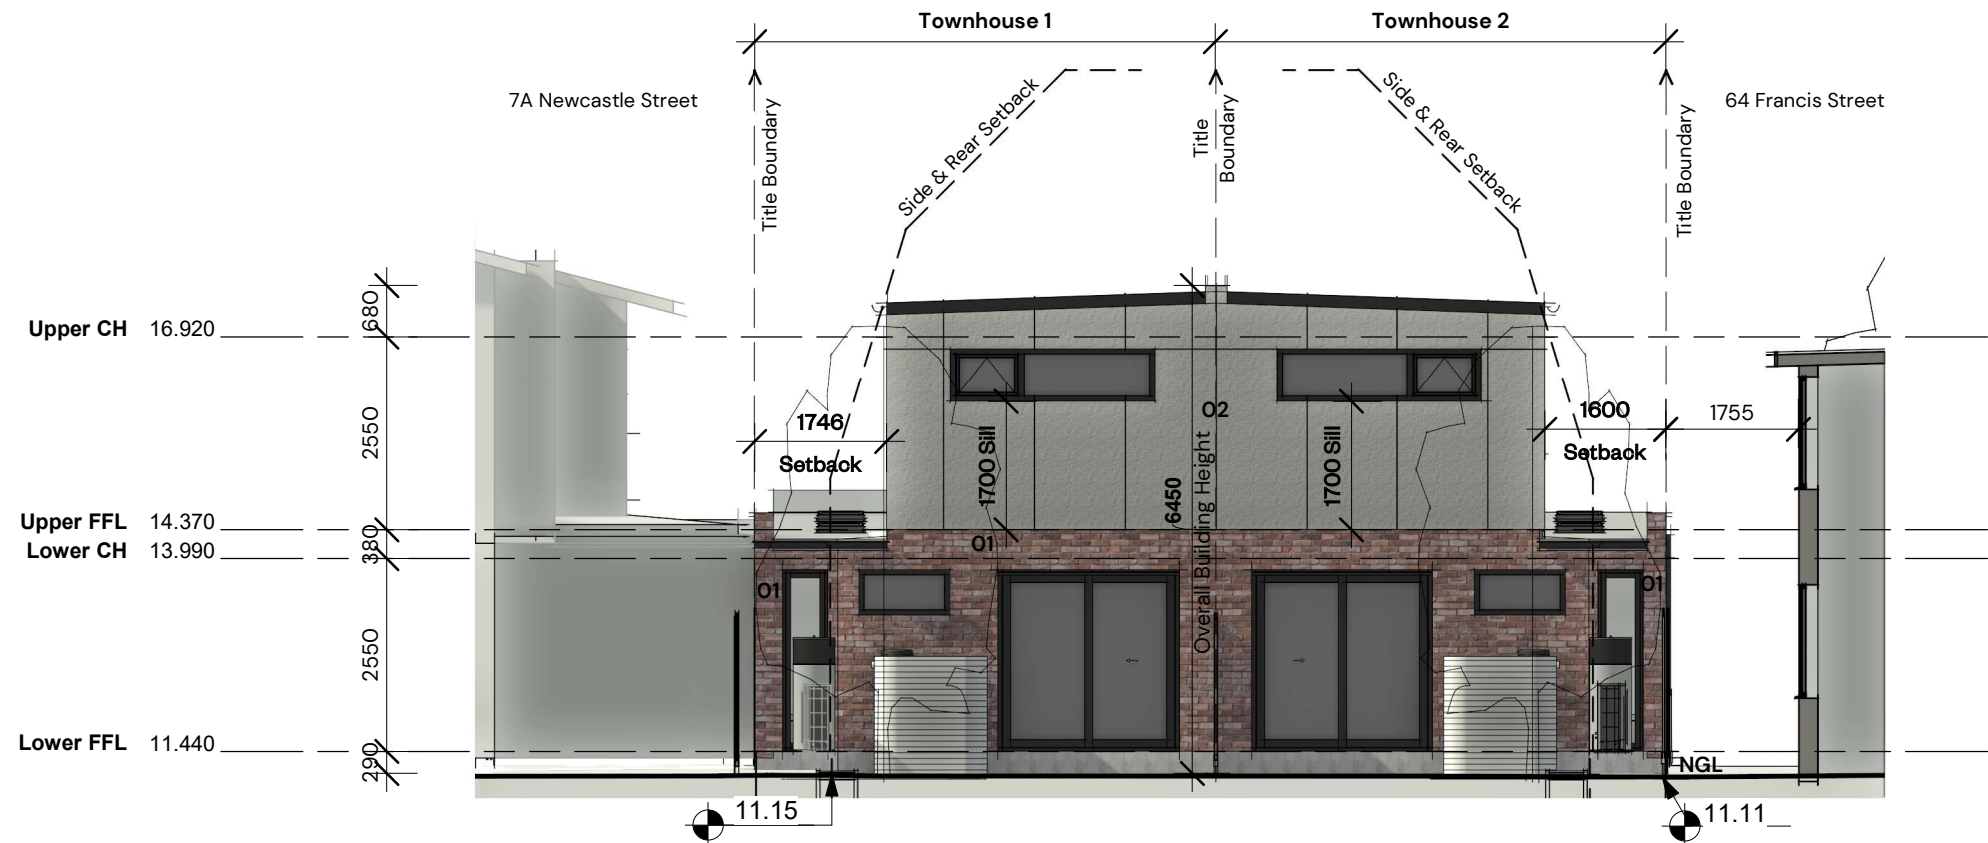 Townhouse 1
Townhouse 2
7A Newcastle Street
64 Francis Street
Title Boundary
Side & Rear Setback
Title
Boundary
Side & Rear Setback
Title Boundary
680
Upper CH 16.920
2550
1746
Setback
1700 Sill
O2
6450
Overall Building Height
1700 Sill
1600
Setback
1755
Upper FFL 14.370
380
Lower CH 13.990
O1
O1
O1
2550
Lower FFL 11.440
290
NGL
11.15
11.11